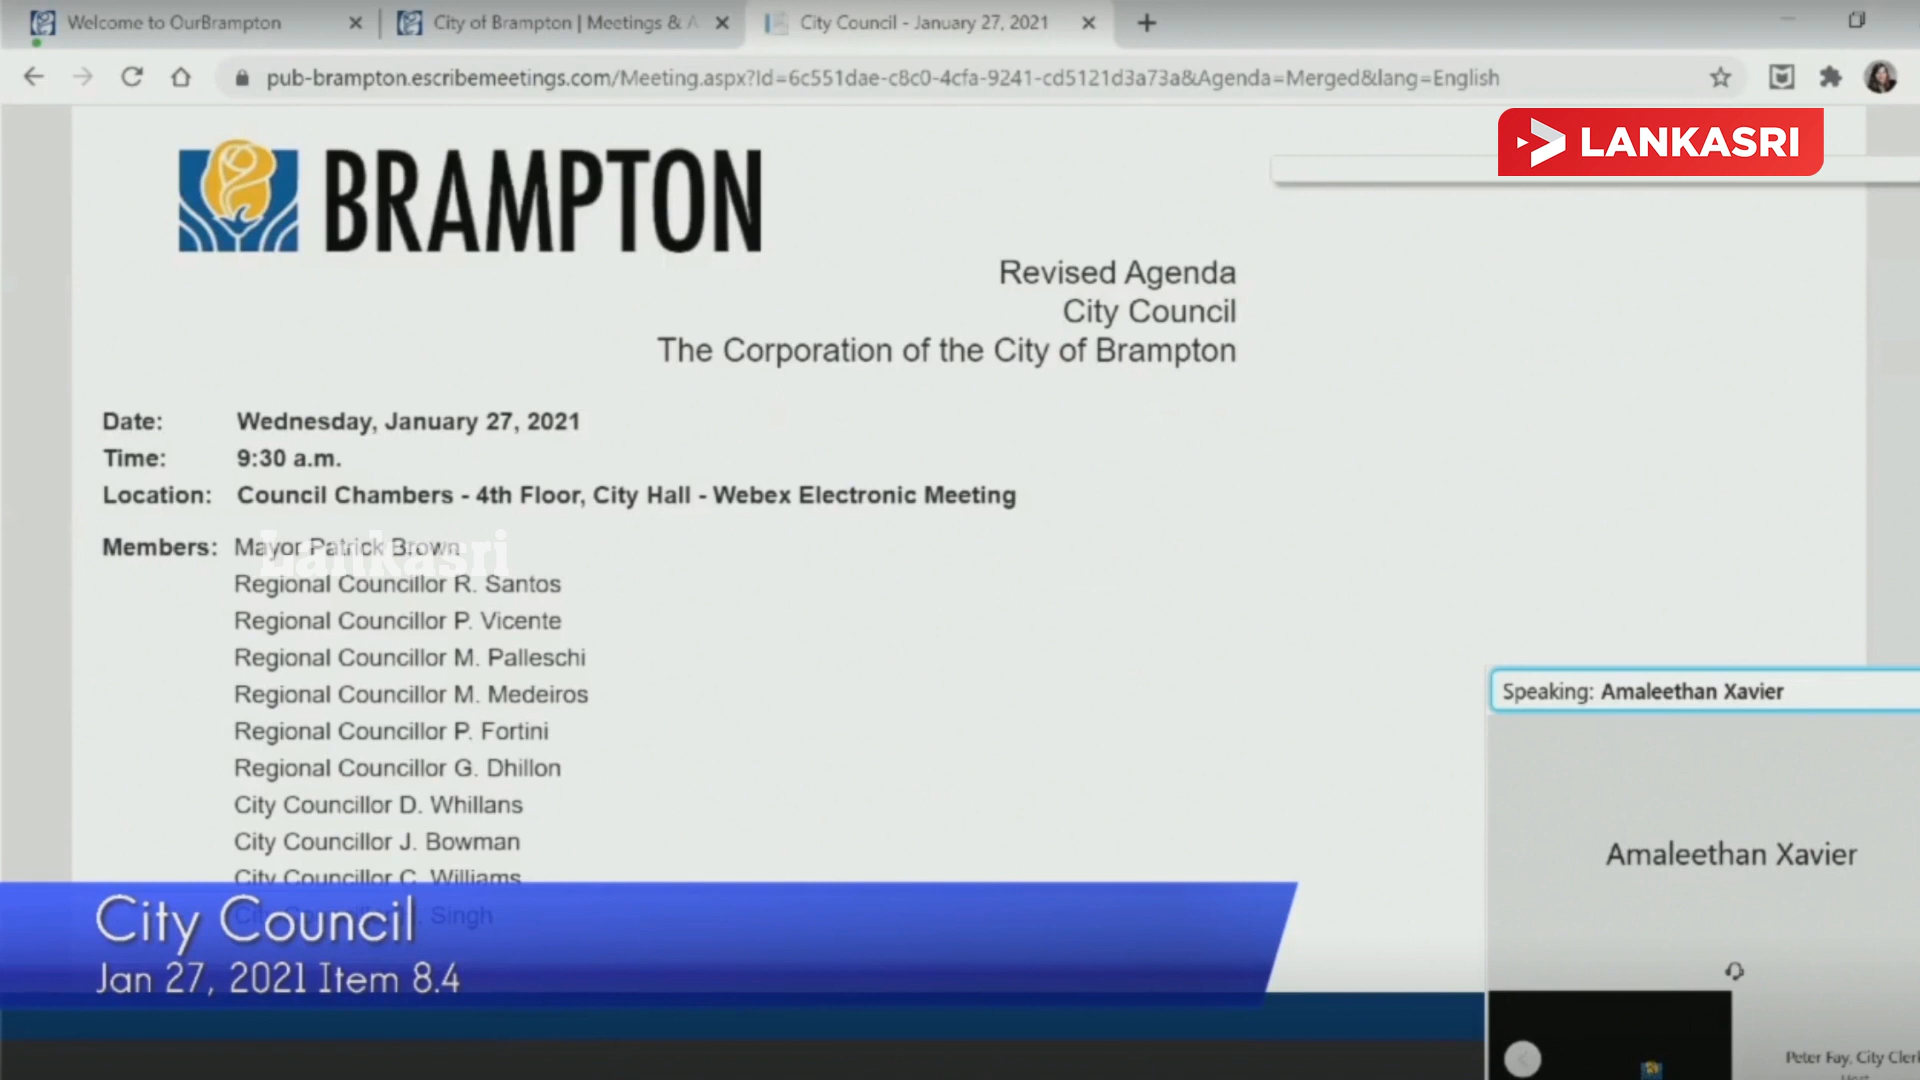 Welcome to OurBrampton
City of Brampton | Meetings & A
City Council - January 27, 2021
pub-brampton.escribemeetings.com/Meeting.aspx?Id=6c551dae-c8c0-4cfa-9241-cd5121d3a73a&Agenda=Merged&lang=English
LANKASRI
BRAMPTON
Revised Agenda
City Council
The Corporation of the City of Brampton
Date: Wednesday, January 27, 2021
Time: 9:30 a.m.
Location: Council Chambers - 4th Floor, City Hall - Webex Electronic Meeting
Members: Mayor Patrick Brown
Lankasri
Regional Councillor R. Santos
Regional Councillor P. Vicente
Regional Councillor M. Palleschi
Regional Councillor M. Medeiros
Regional Councillor P. Fortini
Regional Councillor G. Dhillon
City Councillor D. Whillans
City Councillor J. Bowman
City Councillor C. Williams
Singh
Speaking: Amaleethan Xavier
Amaleethan Xavier
City Council
Jan 27, 2021 Item 8.4
Peter Fay, City Clerk